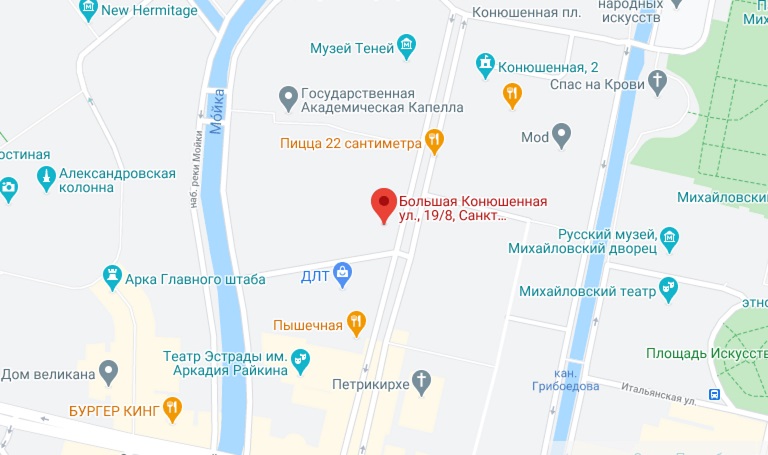 New Hermitage
Конюшенная пл.
народных
искусств
Музей Теней
Конюшенная, 2
Спас на Крови
Государственная
Академическая Капелла
Мойка
Пицца 22 сантиметра
Mod
наб. реки Мойки
остиная
Александровская
колонна
Большая Конюшенная
ул., 19/8, Санкт...
Михайловский
Русский музей,
Михайловский дворец
Арка Главного штаба
ДЛТ
Михайловский театр
этно
Пышечная
Театр Эстрады им.
Аркадия Райкина
Площадь Искусств
Дом великана
Петрикирхе
кан.
Грибоедова
Итальянская ул.
БУРГЕР КИНГ